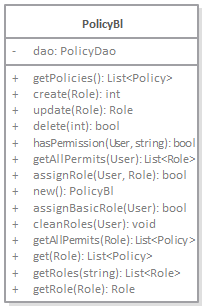 PolicyBl
- dao: PolicyDao
+ getPolicies(): List<Policy>
+ create(Role): int
+ update(Role): Role
+ delete(int): bool
+ hasPermission(User, string): bool
+ getAllPermits(User): List<Role>
+ assignRole(User, Role): bool
+ new(): PolicyBl
+ assignBasicRole(User): bool
+ cleanRoles(User): void
+ getAllPermits(Role): List<Policy>
+ get(Role): List<Policy>
+ getRoles(string): List<Role>
+ getRole(Role): Role